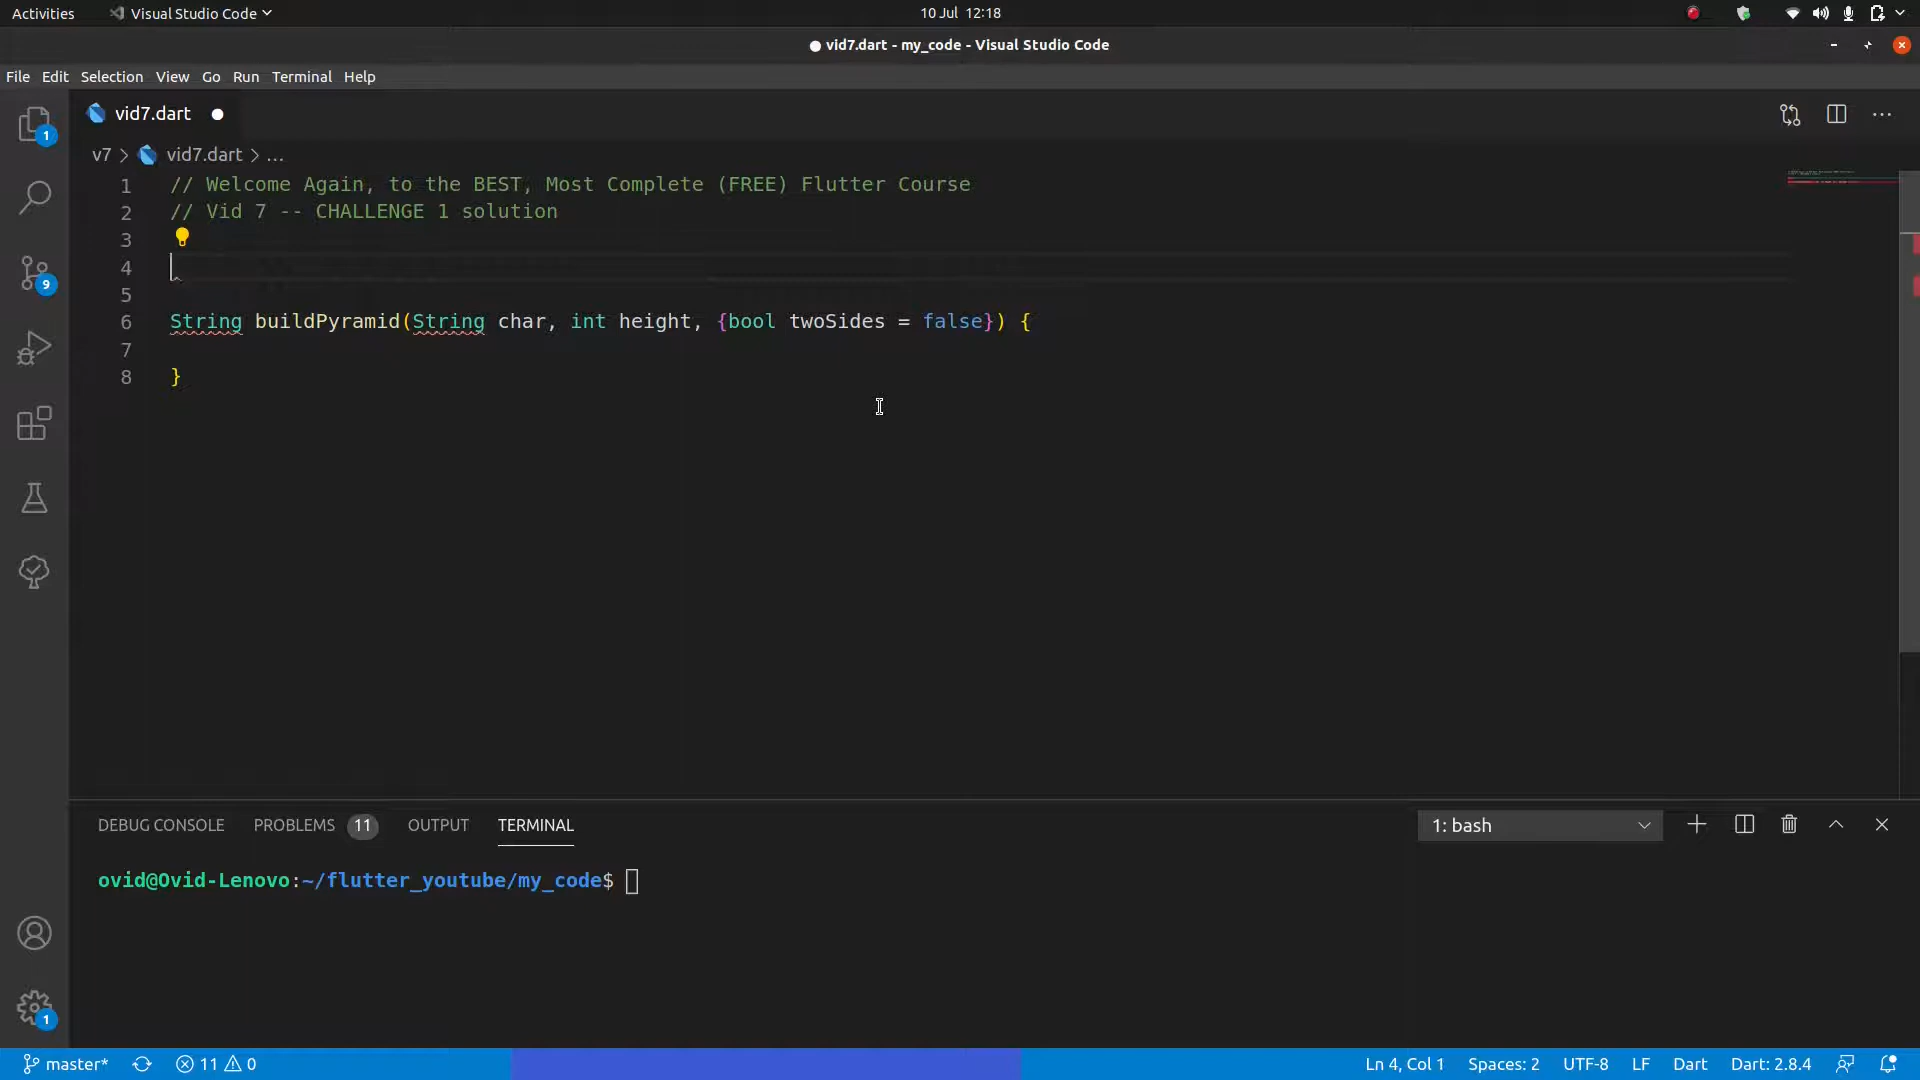 Activities Visual Studio Code 10 Jul 12:18
vid7.dart - my_code - Visual Studio Code
File Edit Selection View Go Run Terminal Help
vid7.dart
v7 > vid7.dart > ...
1 // Welcome Again, to the BEST, Most Complete (FREE) Flutter Course
2 // Vid 7 -- CHALLENGE 1 solution
3
4
5
6 String buildPyramid(String char, int height, {bool twoSides = false}) {
7
8 }
1
9
DEBUG CONSOLE PROBLEMS 11 OUTPUT TERMINAL 1: bash
ovid@Ovid-Lenovo:~/flutter_youtube/my_code$
1
master* 11 0 Ln 4, Col 1 Spaces: 2 UTF-8 LF Dart Dart: 2.8.4